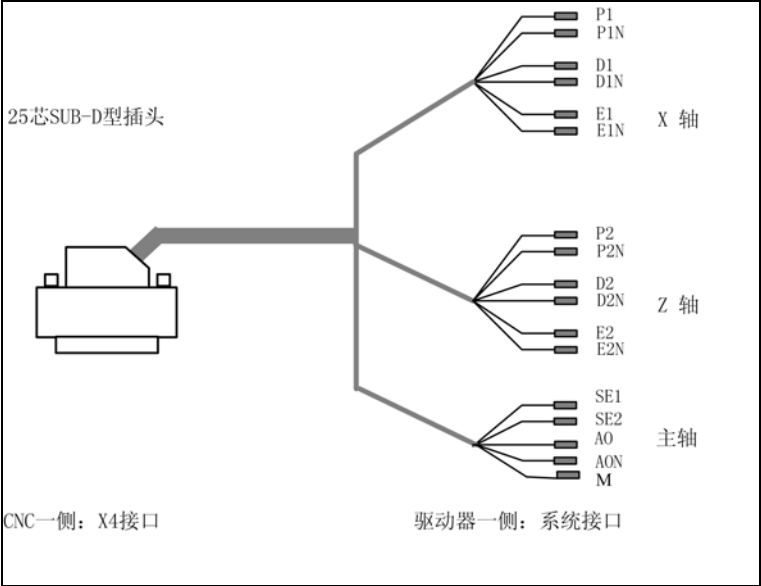 P1
P1N
D1
D1N
E1
E1N
X 轴
25芯SUB-D型插头
P2
P2N
D2
D2N
E2
E2N
Z 轴
SE1
SE2
AO
AON
M
主轴
CNC一侧：X4接口
驱动器一侧：系统接口